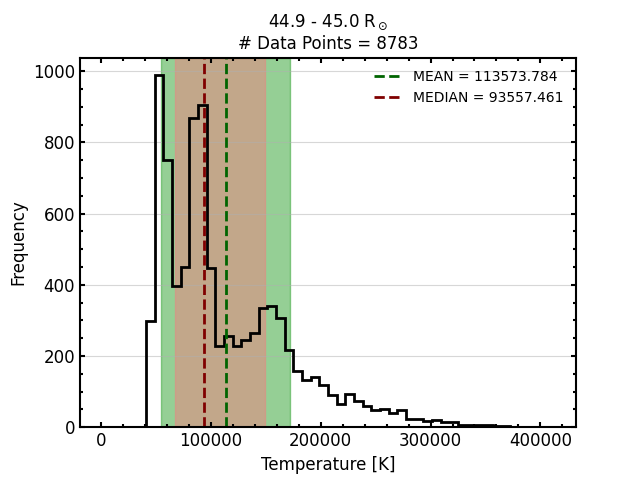 44.9 - 45.0 R⊙
# Data Points = 8783
MEAN = 113573.784
MEDIAN = 93557.461
Frequency
1000
800
600
400
200
0
0 100000 200000 300000 400000
Temperature [K]